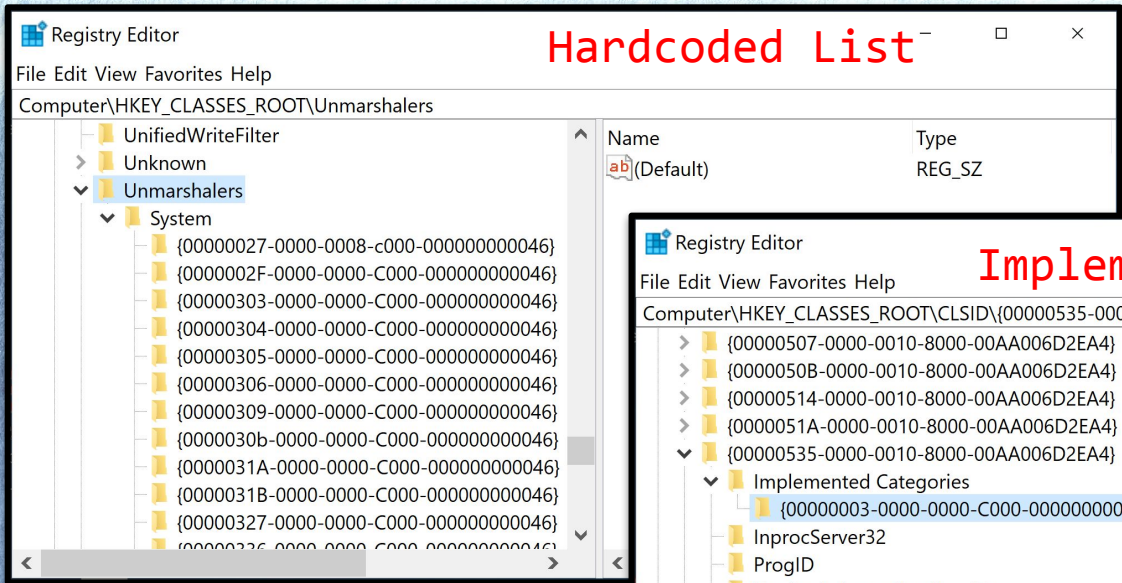 Registry Editor
Hardcoded List
File Edit View Favorites Help
Computer\HKEY_CLASSES_ROOT\Unmarshalers
UnifiedWriteFilter
Unknown
Unmarshalers
System
{00000027-0000-0008-c000-000000000046}
{0000002F-0000-0000-C000-000000000046}
{00000303-0000-0000-C000-000000000046}
{00000304-0000-0000-C000-000000000046}
{00000305-0000-0000-C000-000000000046}
{00000306-0000-0000-C000-000000000046}
{00000309-0000-0000-C000-000000000046}
{0000030b-0000-0000-C000-000000000046}
{0000031A-0000-0000-C000-000000000046}
{0000031B-0000-0000-C000-000000000046}
{00000327-0000-0000-C000-000000000046}
Name Type
ab (Default) REG_SZ
Registry Editor
Implem
File Edit View Favorites Help
Computer\HKEY_CLASSES_ROOT\CLSID\{00000535-000
{00000507-0000-0010-8000-00AA006D2EA4}
{0000050B-0000-0010-8000-00AA006D2EA4}
{00000514-0000-0010-8000-00AA006D2EA4}
{0000051A-0000-0010-8000-00AA006D2EA4}
{00000535-0000-0010-8000-00AA006D2EA4}
Implemented Categories
{00000003-0000-0000-C000-000000000
InprocServer32
ProgID